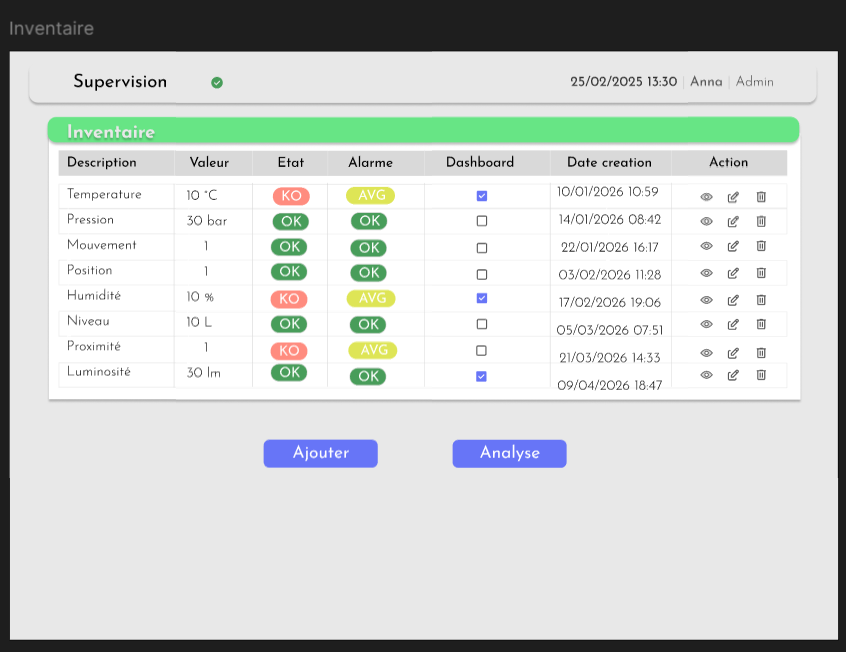 Inventaire
Supervision 25/02/2025 13:30 | Anna | Admin
Inventaire
Description Valeur Etat Alarme Dashboard Date creation Action
Temperature 10 °C KO AVG 10/01/2026 10:59
Pression 30 bar OK OK 14/01/2026 08:42
Mouvement 1 OK OK 22/01/2026 16:17
Position 1 OK OK 03/02/2026 11:28
Humidité 10 % KO AVG 17/02/2026 19:06
Niveau 10 L OK OK 05/03/2026 07:51
Proximité 1 KO AVG 21/03/2026 14:33
Luminosité 30 lm OK OK 09/04/2026 18:47
Ajouter Analyse